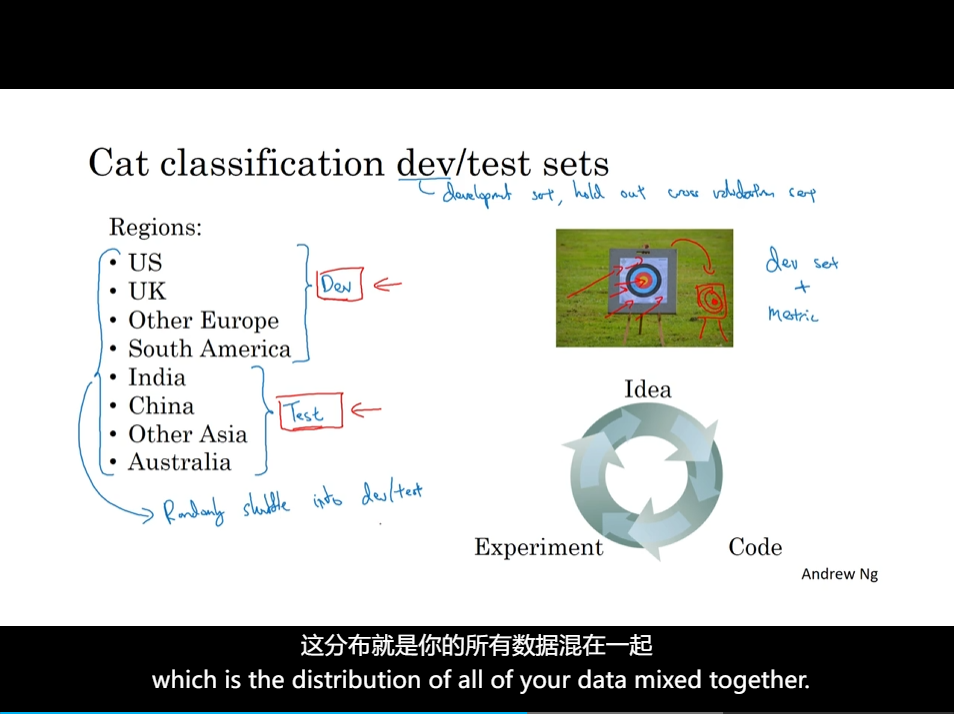 Cat classification dev/test sets
development set, hold out cross validation
Regions:
• US
• UK
• Other Europe
• South America
• India
• China
• Other Asia
• Australia
Dev
Test
Randomly shuffle into dev/test
dev set
+
metric
Idea
Experiment
Code
Andrew Ng
这分布就是你的所有数据混在一起
which is the distribution of all of your data mixed together.